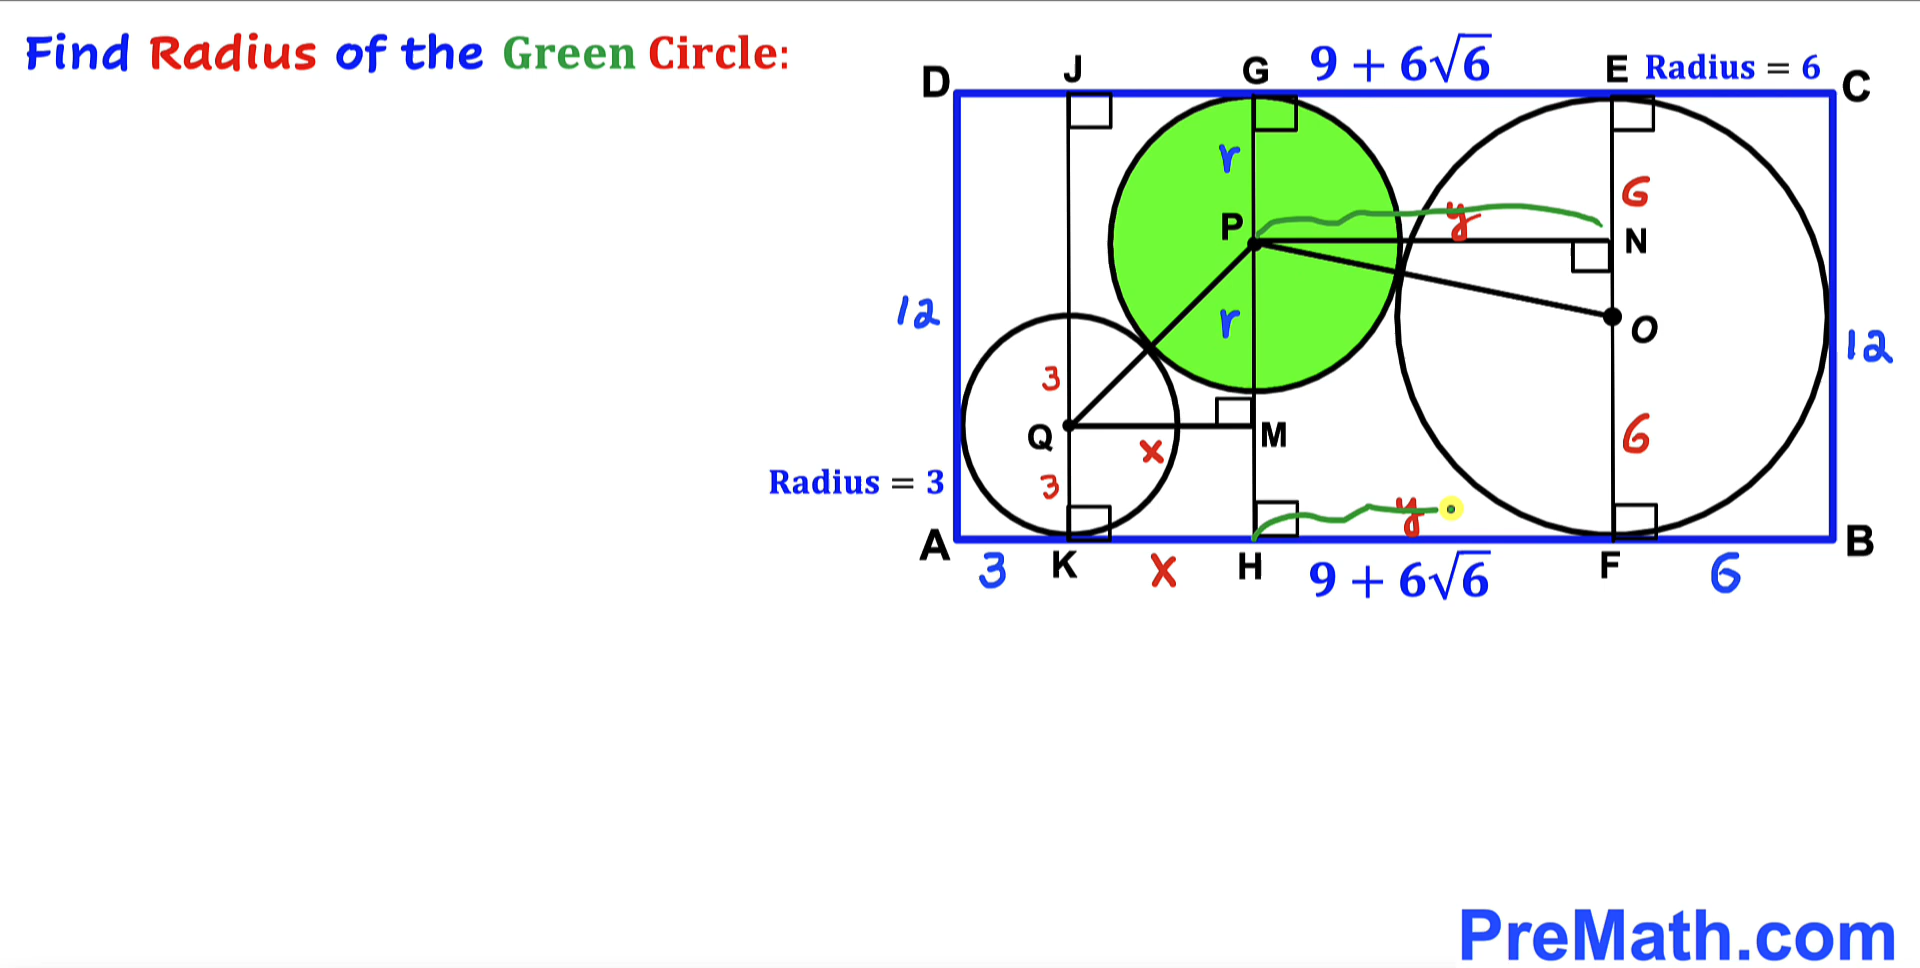 Find Radius of the Green Circle:
D J G 9 + 6√6 E Radius = 6 C
r 6
P y N
12 r O 12
3
Q x M 6
Radius = 3 3
y
A B
3 K x H 9 + 6√6 F 6
PreMath.com